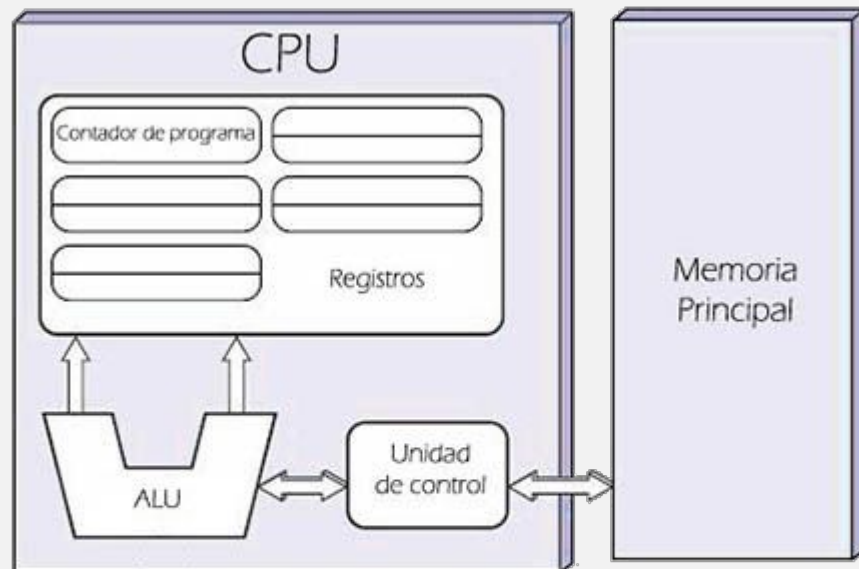 CPU
Contador de programa
Registros
Memoria
Principal
Unidad
de control
ALU